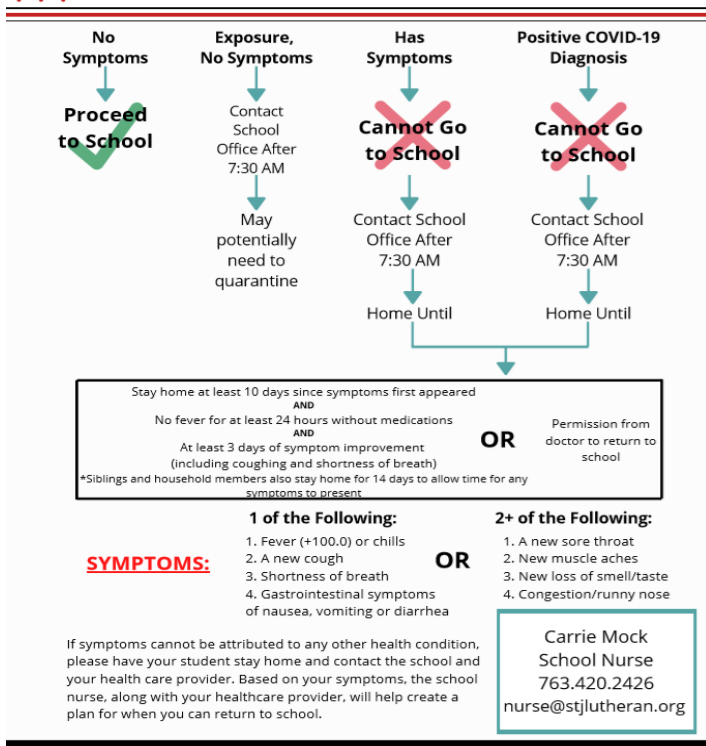 No
Symptoms
Exposure,
No Symptoms
Has
Symptoms
Positive COVID-19
Diagnosis
Proceed
to School
Contact
School
Office After
7:30 AM
May
potentially
need to
quarantine
Cannot Go
to School
Contact School
Office After
7:30 AM
Home Until
Cannot Go
to School
Contact School
Office After
7:30 AM
Home Until
Stay home at least 10 days since symptoms first appeared
AND
No fever for at least 24 hours without medications
AND
At least 3 days of symptom improvement
(including coughing and shortness of breath)
*Siblings and household members also stay home for 14 days to allow time for any
symptoms to present
OR
Permission from
doctor to return to
school
SYMPTOMS:
1 of the Following:
1. Fever (+100.0) or chills
2. A new cough
3. Shortness of breath
4. Gastrointestinal symptoms
of nausea, vomiting or diarrhea
OR
2+ of the Following:
1. A new sore throat
2. New muscle aches
3. New loss of smell/taste
4. Congestion/runny nose
If symptoms cannot be attributed to any other health condition,
please have your student stay home and contact the school and
your health care provider. Based on your symptoms, the school
nurse, along with your healthcare provider, will help create a
plan for when you can return to school.
Carrie Mock
School Nurse
763.420.2426
nurse@stjlutheran.org